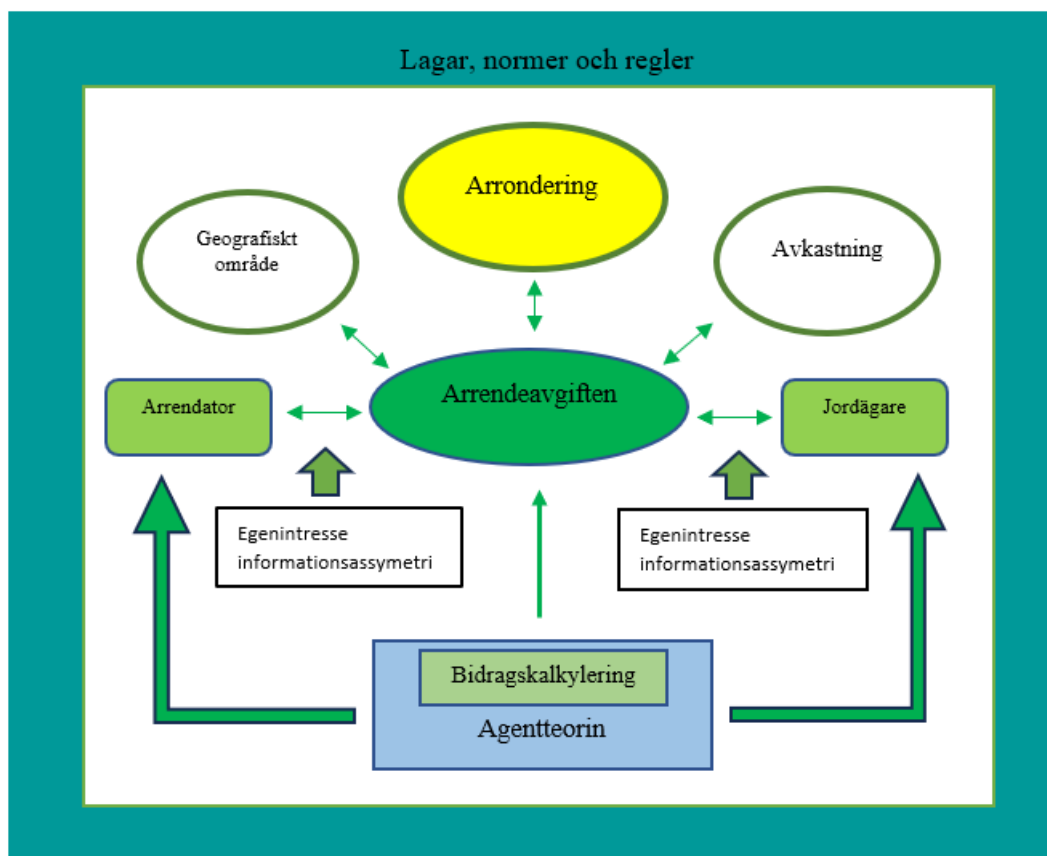 Lagar, normer och regler
Arrondering
Geografiskt
område
Avkastning
Arrendeavgiften
Arrendator
Jordägare
Egenintresse
informationsassymetri
Egenintresse
informationsassymetri
Bidragskalkylering
Agentteorin